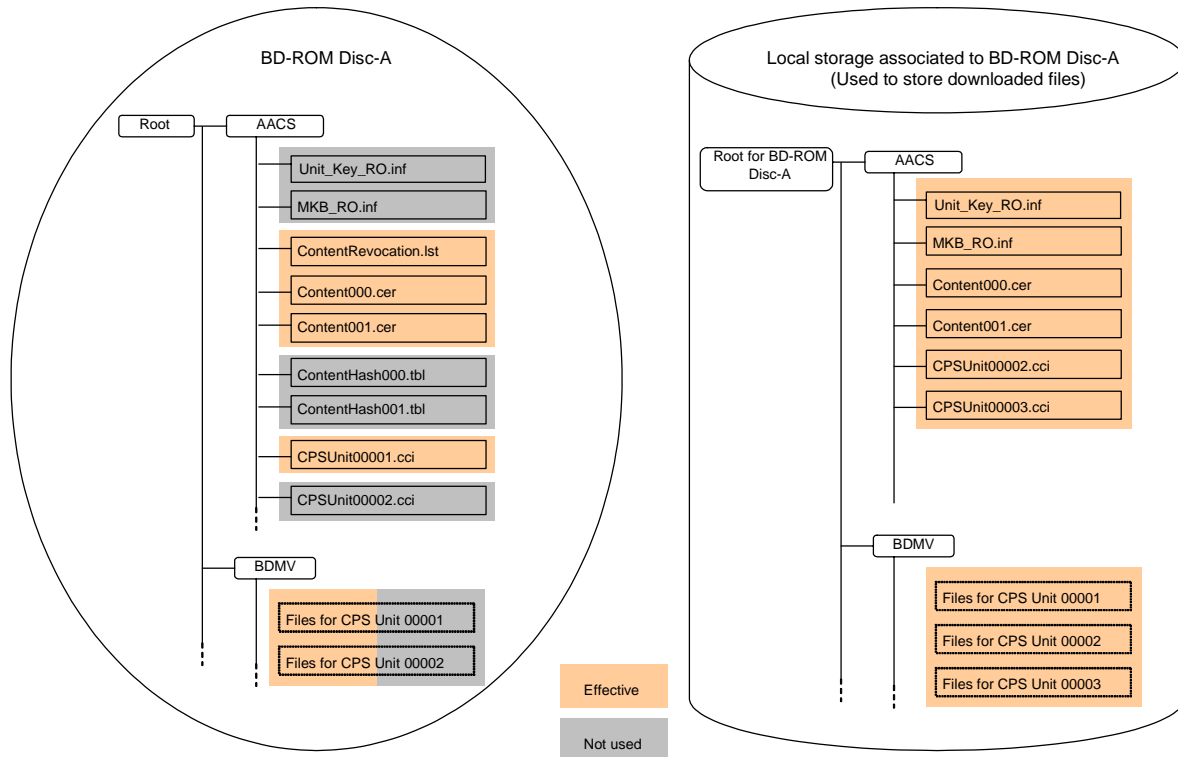 BD-ROM Disc-A
Root
AACS
Unit_Key_RO.inf
MKB_RO.inf
ContentRevocation.lst
Content000.cer
Content001.cer
ContentHash000.tbl
ContentHash001.tbl
CPSUnit00001.cci
CPSUnit00002.cci
BDMV
Files for CPS Unit 00001
Files for CPS Unit 00002
Effective
Not used
Local storage associated to BD-ROM Disc-A
(Used to store downloaded files)
Root for BD-ROM
Disc-A
AACS
Unit_Key_RO.inf
MKB_RO.inf
Content000.cer
Content001.cer
CPSUnit00002.cci
CPSUnit00003.cci
BDMV
Files for CPS Unit 00001
Files for CPS Unit 00002
Files for CPS Unit 00003